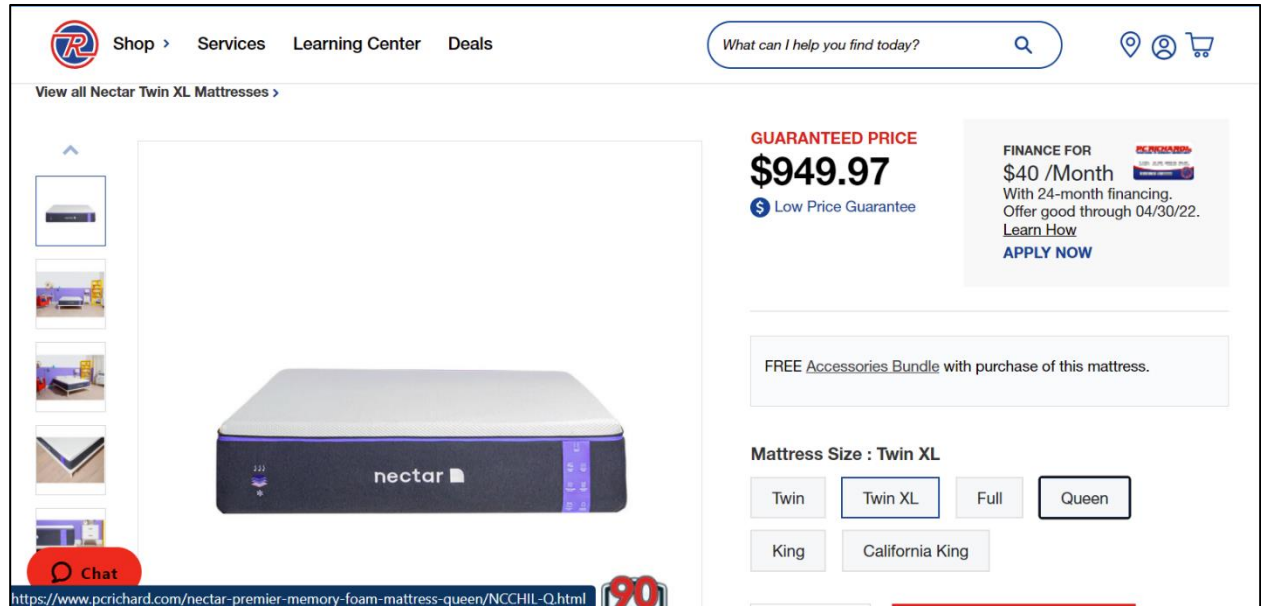 R
Shop >
Services
Learning Center
Deals
What can I help you find today?
View all Nectar Twin XL Mattresses >
nectar
GUARANTEED PRICE
$949.97
$ Low Price Guarantee
FINANCE FOR
PC RICHARD
$40 /Month
With 24-month financing.
Offer good through 04/30/22.
Learn How
APPLY NOW
FREE Accessories Bundle with purchase of this mattress.
Mattress Size : Twin XL
Twin
Twin XL
Full
Queen
King
California King
Chat
https://www.pcrichard.com/nectar-premier-memory-foam-mattress-queen/NCCHIL-Q.html
90